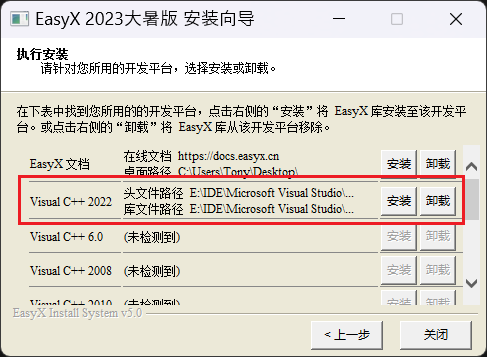 EasyX 2023大暑版 安装向导
执行安装
请针对您所用的开发平台，选择安装或卸载。
在下表中找到您所用的的开发平台，点击右侧的“安装”将 EasyX 库安装至该开发平
台。或点击右侧的“卸载”将 EasyX 库从该开发平台移除。
EasyX 文档
在线文档 https://docs.easyx.cn
桌面路径 C:\Users\Tony\Desktop\
安装 卸载
Visual C++ 2022
头文件路径 E:\IDE\Microsoft Visual Studio\...
库文件路径 E:\IDE\Microsoft Visual Studio\...
安装 卸载
Visual C++ 6.0 (未检测到) 安装 卸载
Visual C++ 2008 (未检测到) 安装 卸载
Visual C++ 2010 (未检测到) 安装 卸载
EasyX Install System v5.0
< 上一步 关闭